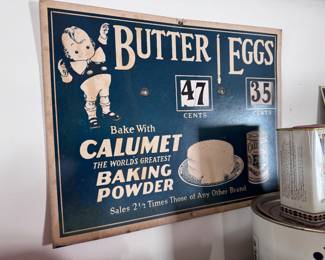 BUTTER EGGS
47 35
CENTS CENTS
Bake With
CALUMET
THE WORLD'S GREATEST
BAKING
POWDER
Sales 2½ Times Those of Any Other Brand